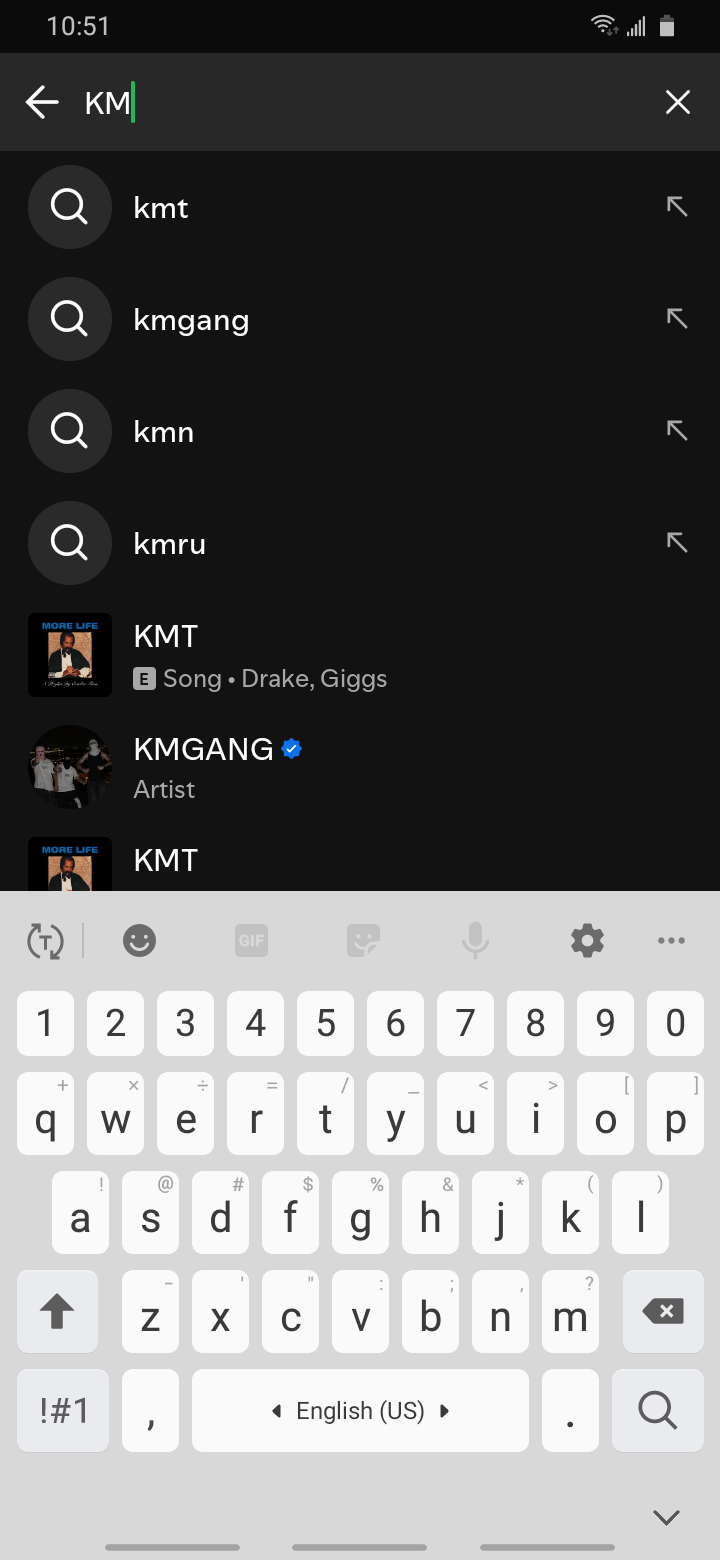 10:51
KM
kmt
kmgang
kmn
kmru
MORE LIFE
KMT
E Song • Drake, Giggs
KMGANG
Artist
MORE LIFE
KMT
T
GIF
1 2 3 4 5 6 7 8 9 0
+ × ÷ = / _ < > [ ]
q w e r t y u i o p
! @ # $ % & * ( )
a s d f g h j k l
- ' " : ; , ?
z x c v b n m
!#1 , English (US) .